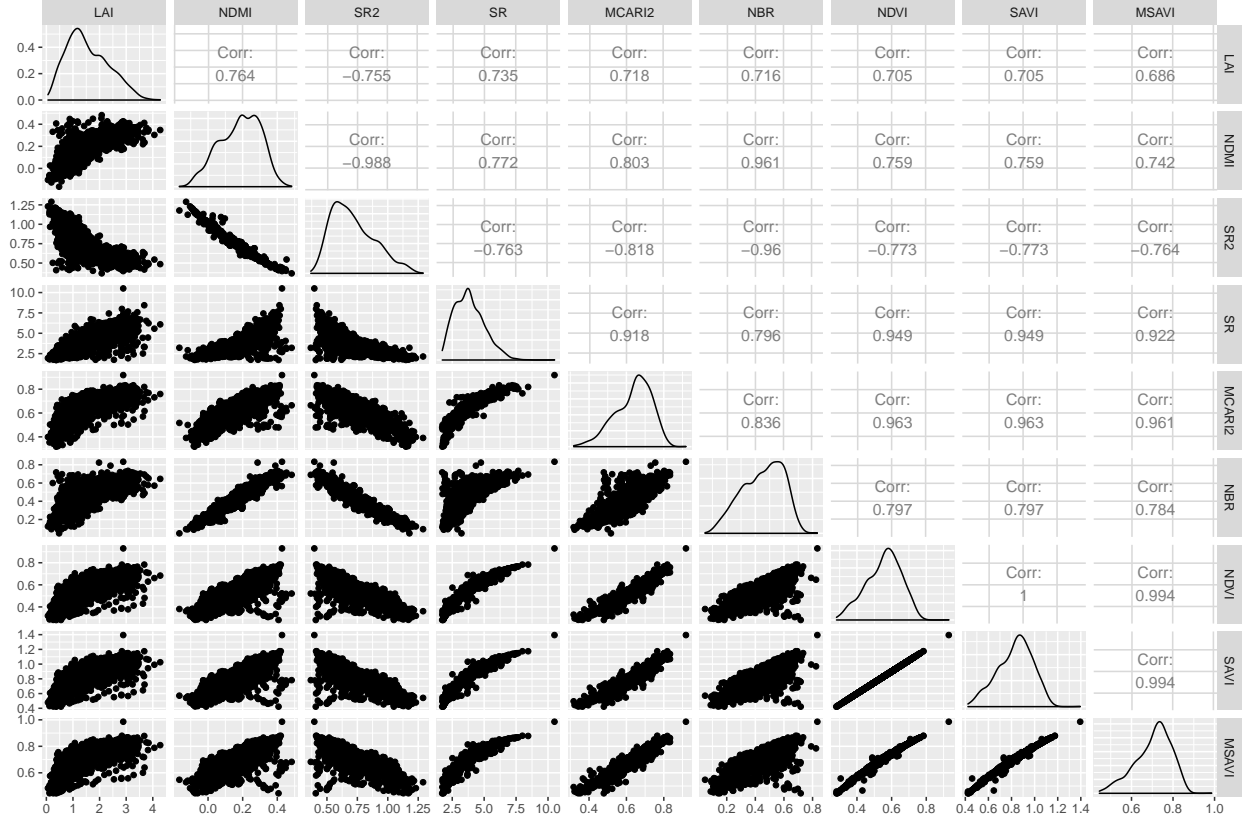 LAI NDMI SR2 SR MCARI2 NBR NDVI SAVI MSAVI
0.4
0.2
0.0
Corr: Corr: Corr: Corr: Corr: Corr: Corr: Corr:
0.764 −0.755 0.735 0.718 0.716 0.705 0.705 0.686
LAI
0.4
0.2
0.0
Corr: Corr: Corr: Corr: Corr: Corr: Corr:
−0.988 0.772 0.803 0.961 0.759 0.759 0.742
NDMI
1.25
1.00
0.75
0.50
Corr: Corr: Corr: Corr: Corr: Corr:
−0.763 −0.818 −0.96 −0.773 −0.773 −0.764
SR2
10.0
7.5
5.0
2.5
Corr: Corr: Corr: Corr: Corr:
0.918 0.796 0.949 0.949 0.922
SR
0.8
0.6
0.4
Corr: Corr: Corr: Corr:
0.836 0.963 0.963 0.961
MCARI2
0.8
0.6
0.4
0.2
Corr: Corr: Corr:
0.797 0.797 0.784
NBR
0.8
0.6
0.4
Corr: Corr:
1 0.994
NDVI
1.4
1.2
1.0
0.8
0.6
0.4
Corr:
0.994
SAVI
1.0
0.8
0.6
MSAVI
0 1 2 3 4 0.0 0.2 0.4 0.50 0.75 1.00 1.25 2.5 5.0 7.5 10.0 0.4 0.6 0.8 0.2 0.4 0.6 0.8 0.4 0.6 0.8 0.4 0.6 0.8 1.0 1.2 1.4 0.6 0.8 1.0